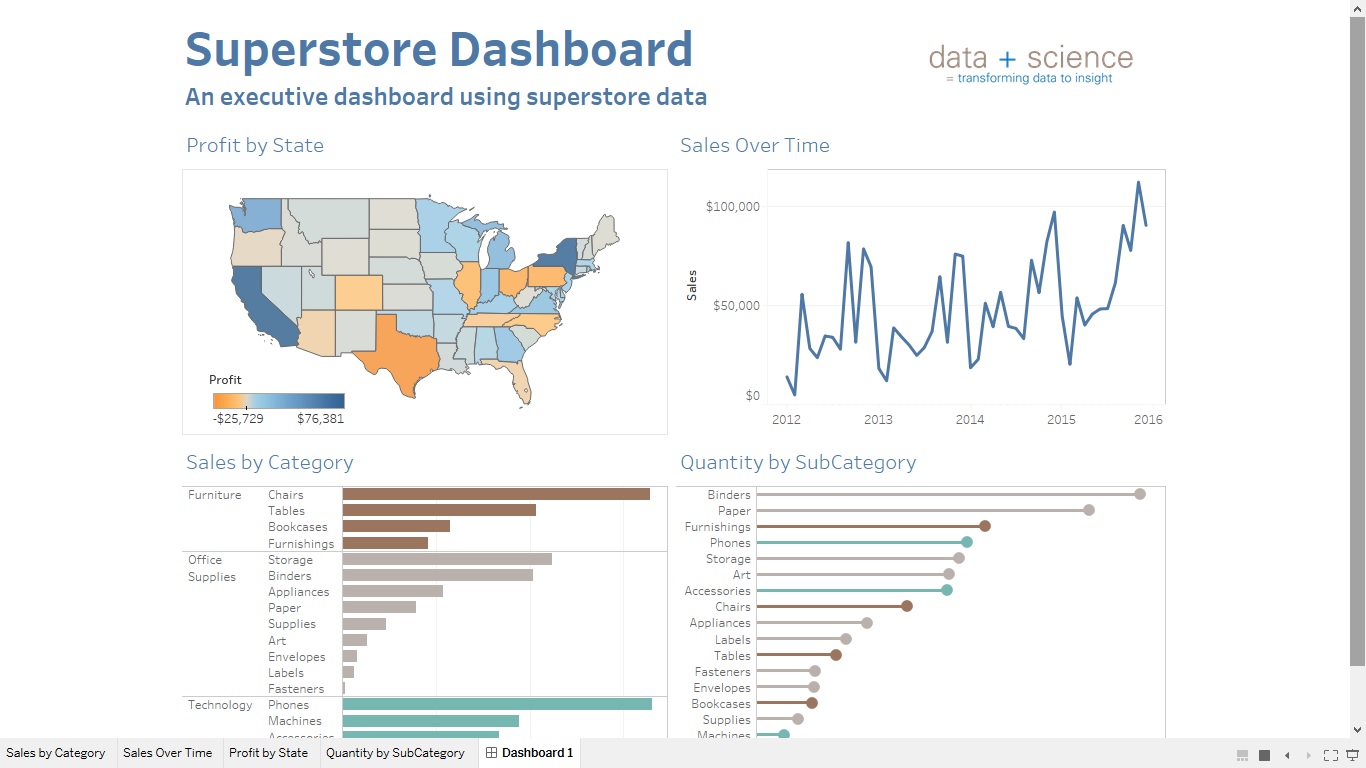 Superstore Dashboard
An executive dashboard using superstore data
data + science
= transforming data to insight
Profit by State
Profit
-$25,729 $76,381
Sales Over Time
Sales
$100,000
$50,000
$0
2012 2013 2014 2015 2016
Sales by Category
Furniture Chairs
Tables
Bookcases
Furnishings
Office Storage
Supplies Binders
Appliances
Paper
Supplies
Art
Envelopes
Labels
Fasteners
Technology Phones
Machines
Accessories
Quantity by SubCategory
Binders
Paper
Furnishings
Phones
Storage
Art
Accessories
Chairs
Appliances
Labels
Tables
Fasteners
Envelopes
Bookcases
Supplies
Machines
Sales by Category Sales Over Time Profit by State Quantity by SubCategory Dashboard 1